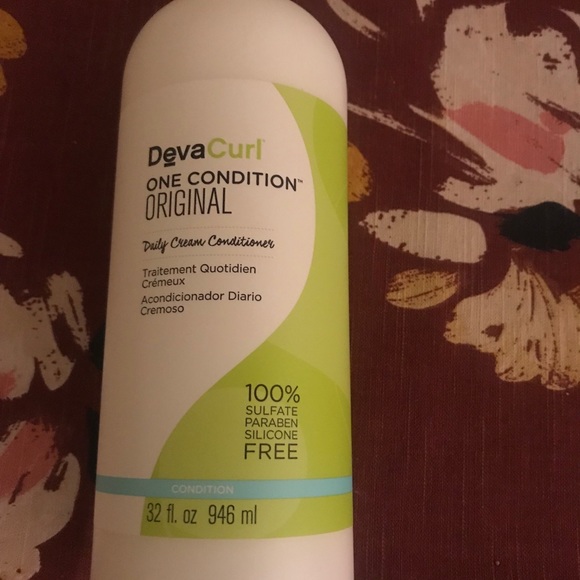 DevaCurl
ONE CONDITION™
ORIGINAL
Daily Cream Conditioner
Traitement Quotidien
Crémeux
Acondicionador Diario
Cremoso
100%
SULFATE
PARABEN
SILICONE
FREE
CONDITION
32 fl. oz 946 ml